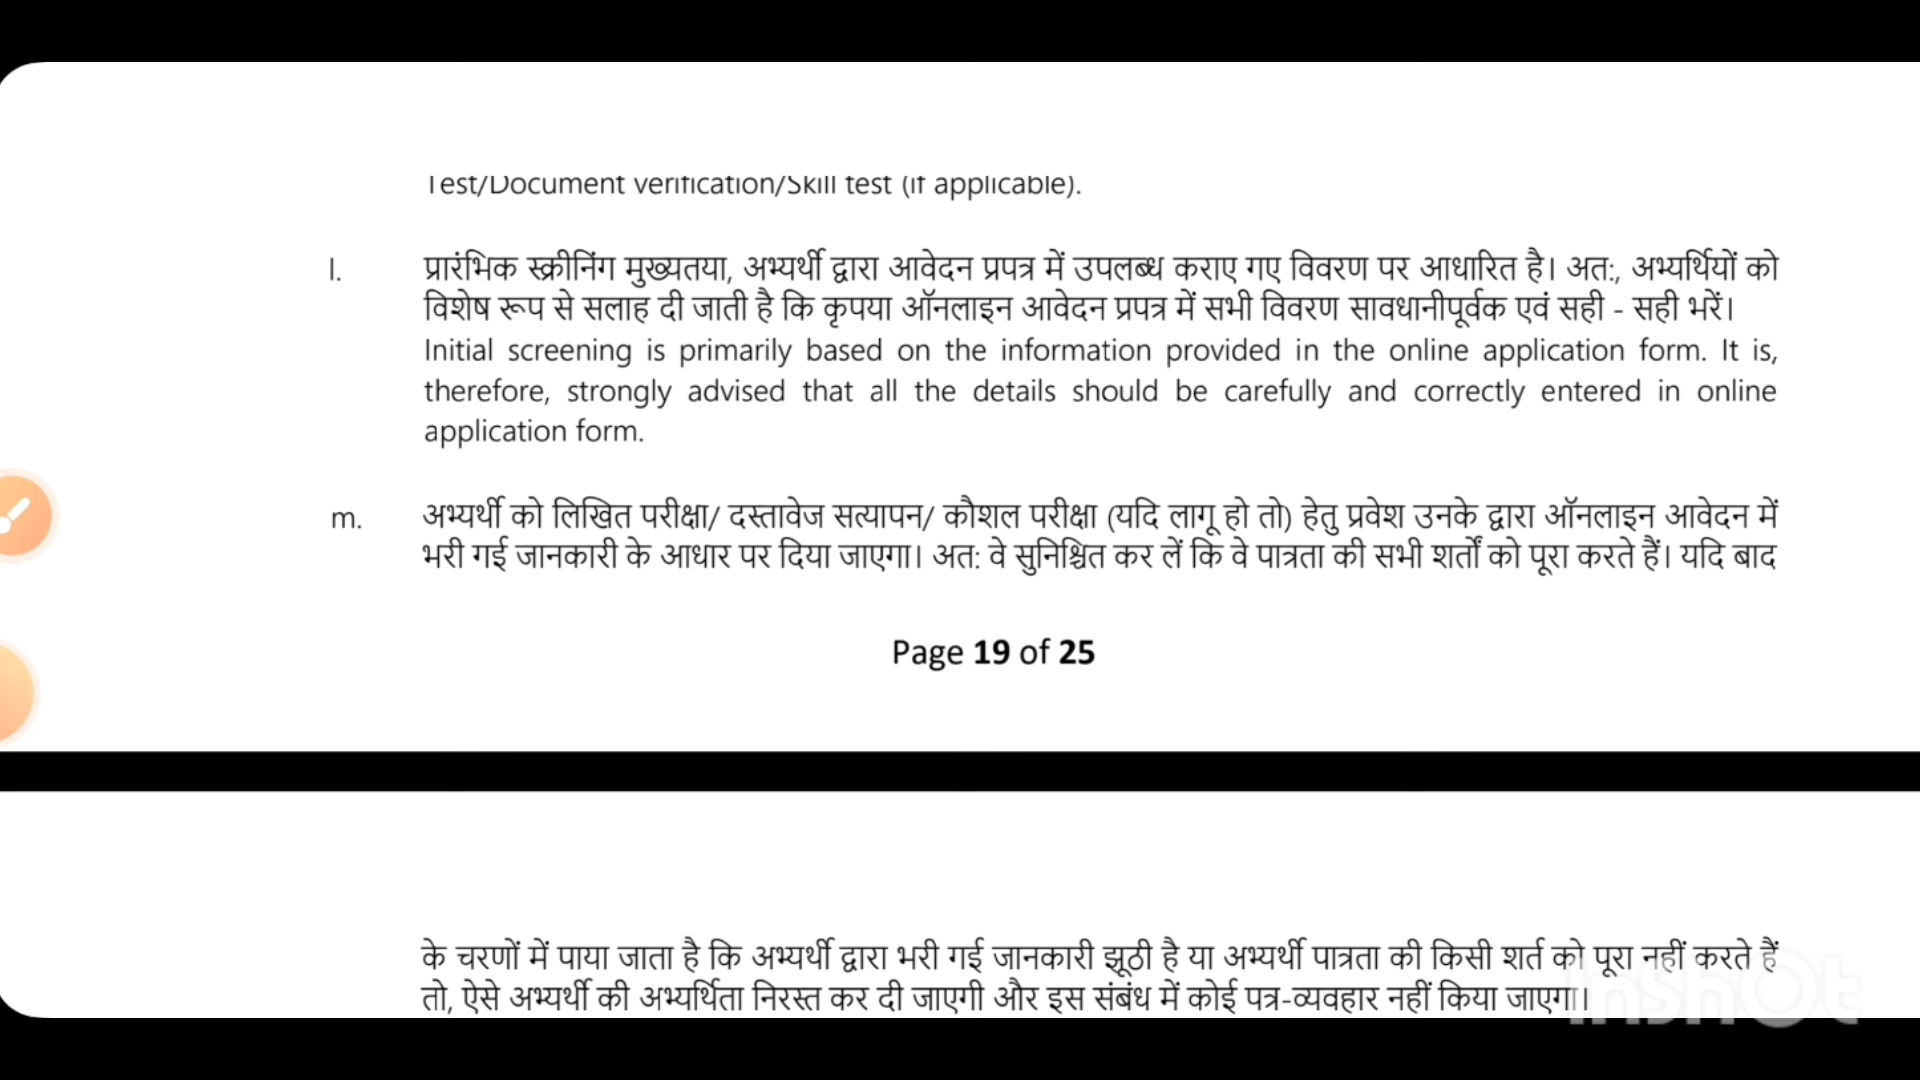 Test/Document verification/Skill test (if applicable).
l. प्रारंभिक स्क्रीनिंग मुख्यतया, अभ्यर्थी द्वारा आवेदन प्रपत्र में उपलब्ध कराए गए विवरण पर आधारित है। अत:, अभ्यर्थियों को
विशेष रूप से सलाह दी जाती है कि कृपया ऑनलाइन आवेदन प्रपत्र में सभी विवरण सावधानीपूर्वक एवं सही - सही भरें।
Initial screening is primarily based on the information provided in the online application form. It is,
therefore, strongly advised that all the details should be carefully and correctly entered in online
application form.
m. अभ्यर्थी को लिखित परीक्षा/ दस्तावेज सत्यापन/ कौशल परीक्षा (यदि लागू हो तो) हेतु प्रवेश उनके द्वारा ऑनलाइन आवेदन में
भरी गई जानकारी के आधार पर दिया जाएगा। अत: वे सुनिश्चित कर लें कि वे पात्रता की सभी शर्तों को पूरा करते हैं। यदि बाद
Page 19 of 25
के चरणों में पाया जाता है कि अभ्यर्थी द्वारा भरी गई जानकारी झूठी है या अभ्यर्थी पात्रता की किसी शर्त को पूरा नहीं करते हैं
तो, ऐसे अभ्यर्थी की अभ्यर्थिता निरस्त कर दी जाएगी और इस संबंध में कोई पत्र-व्यवहार नहीं किया जाएगा।
InShOt